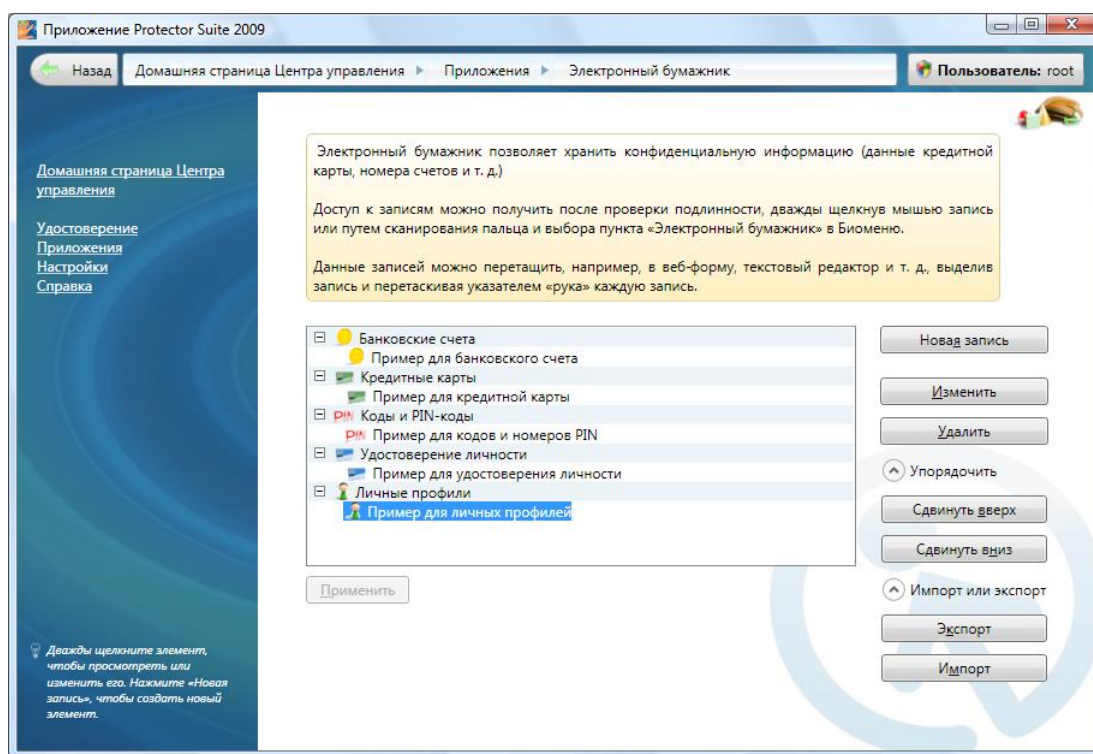 Приложение Protector Suite 2009
Назад
Домашняя страница Центра управления
Приложения
Электронный бумажник
Пользователь: root
Домашняя страница Центра
управления
Удостоверение
Приложения
Настройки
Справка
Электронный бумажник позволяет хранить конфиденциальную информацию (данные кредитной
карты, номера счетов и т. д.)
Доступ к записям можно получить после проверки подлинности, дважды щелкнув мышью запись
или путем сканирования пальца и выбора пункта «Электронный бумажник» в Биоменю.
Данные записей можно перетащить, например, в веб-форму, текстовый редактор и т. д., выделив
запись и перетаскивая указателем «рука» каждую запись.
Банковские счета
Пример для банковского счета
Кредитные карты
Пример для кредитной карты
PIN Коды и PIN-коды
PIN Пример для кодов и номеров PIN
Удостоверение личности
Пример для удостоверения личности
Личные профили
Пример для личных профилей
Применить
Новая запись
Изменить
Удалить
Упорядочить
Сдвинуть вверх
Сдвинуть вниз
Импорт или экспорт
Экспорт
Импорт
Дважды щелкните элемент,
чтобы просмотреть или
изменить его. Нажмите «Новая
запись», чтобы создать новый
элемент.